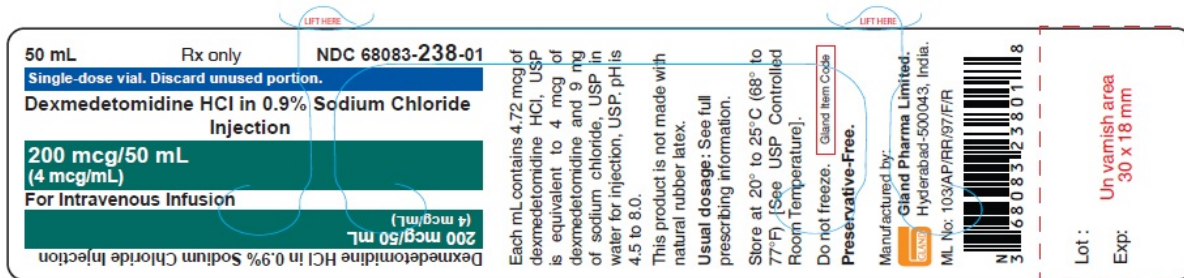 LIFT HERE
LIFT HERE
50 mL Rx only NDC 68083-238-01
Single-dose vial. Discard unused portion.
Dexmedetomidine HCl in 0.9% Sodium Chloride
Injection
200 mcg/50 mL
(4 mcg/mL)
For Intravenous Infusion
200 mcg/50 mL
(4 mcg/mL)
Dexmedetomidine HCl in 0.9% Sodium Chloride Injection
Each mL contains 4.72 mcg of
dexmedetomidine HCl, USP
is equivalent to 4 mcg of
dexmedetomidine and 9 mg
of sodium chloride, USP in
water for injection, USP. pH is
4.5 to 8.0.
This product is not made with
natural rubber latex.
Usual dosage: See full
prescribing information.
Store at 20° to 25°C (68° to
77°F) [See USP Controlled
Room Temperature].
Do not freeze. Gland Item Code
Preservative-Free.
Manufactured by:
GLAND
Gland Pharma Limited.
Hyderabad-500043, India.
ML No: 103/AP/RR/97/F/R
N
3 68083 23801 8
Un varnish area
30 x 18 mm
Lot :
Exp: